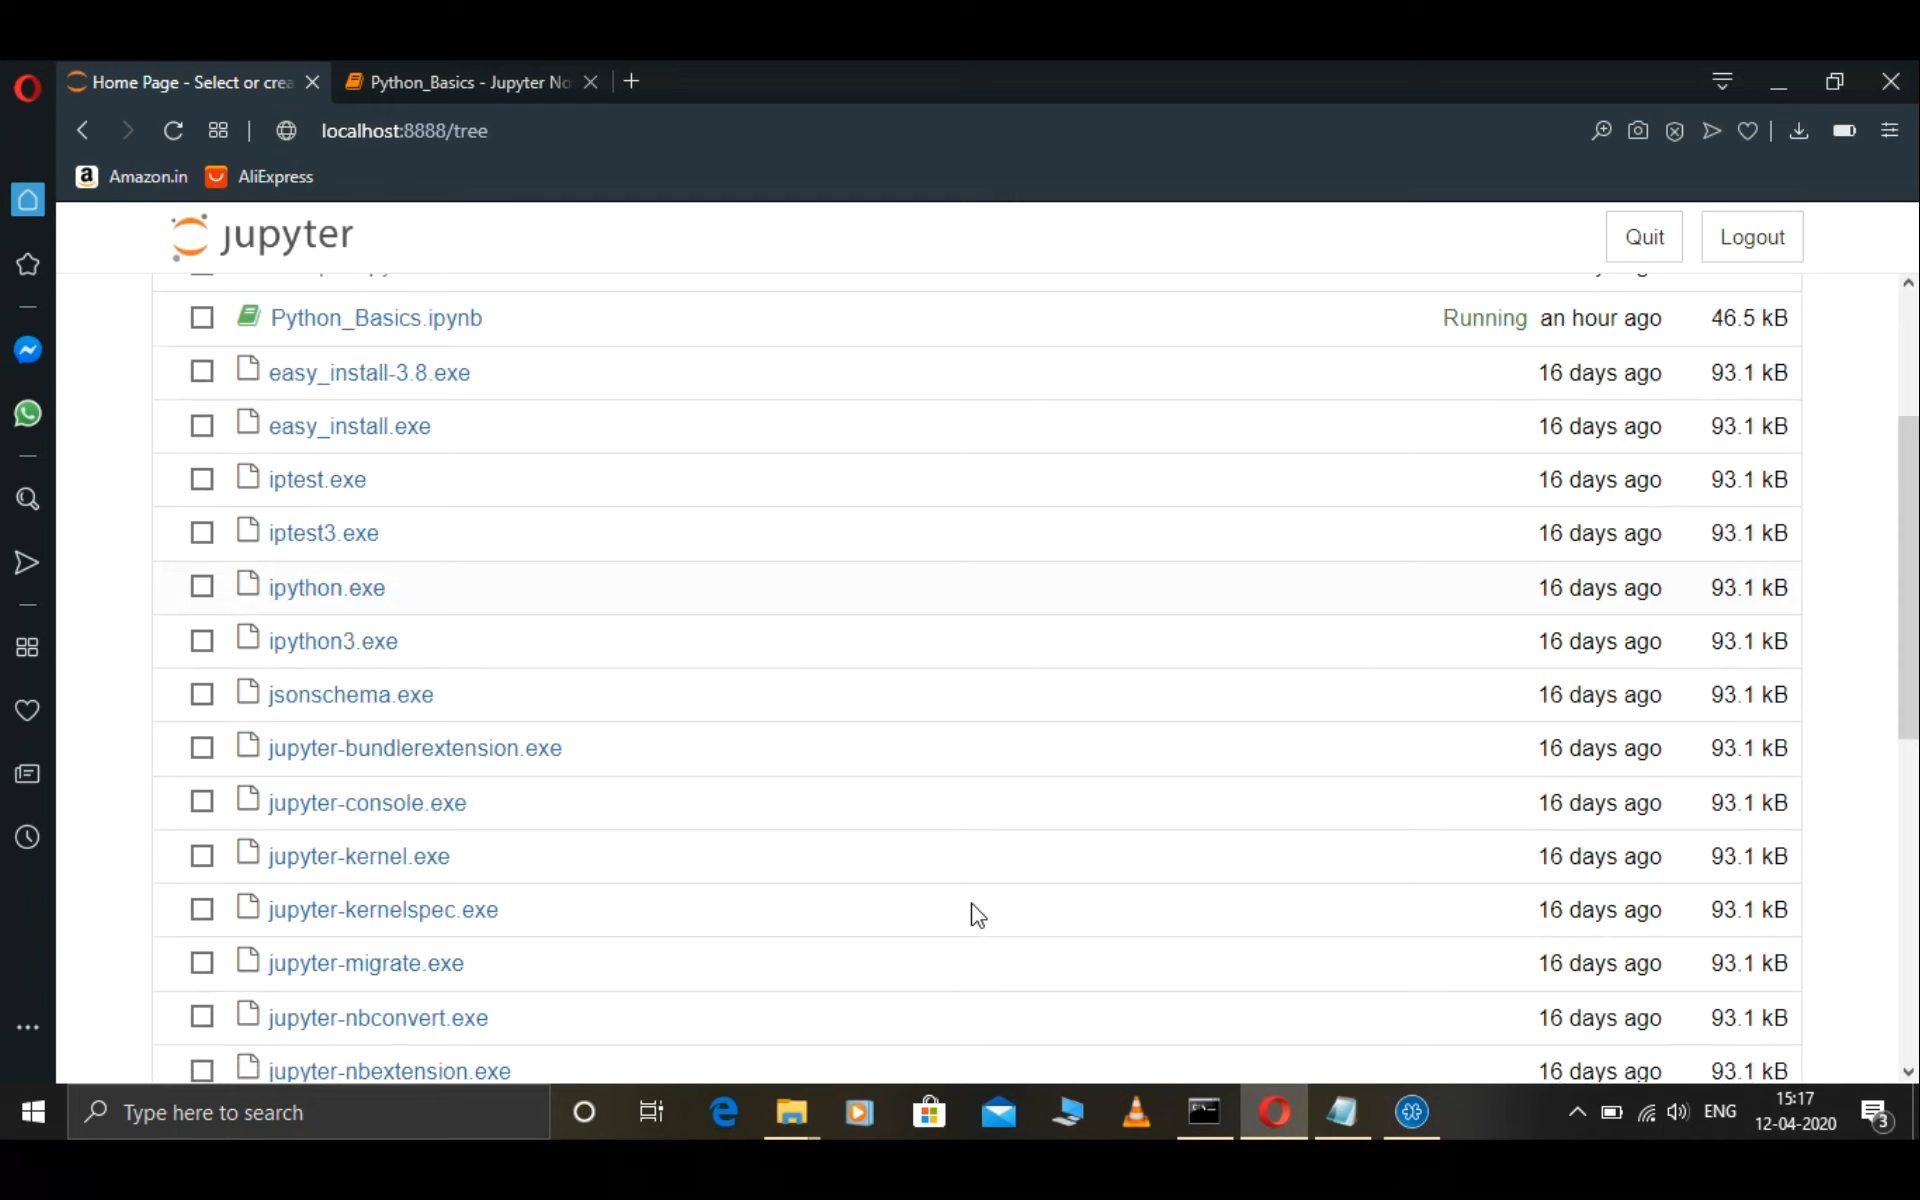 Home Page - Select or crea
Python_Basics - Jupyter No
localhost:8888/tree
Amazon.in
AliExpress
jupyter
Quit
Logout
Python_Basics.ipynb Running an hour ago 46.5 kB
easy_install-3.8.exe 16 days ago 93.1 kB
easy_install.exe 16 days ago 93.1 kB
iptest.exe 16 days ago 93.1 kB
iptest3.exe 16 days ago 93.1 kB
ipython.exe 16 days ago 93.1 kB
ipython3.exe 16 days ago 93.1 kB
jsonschema.exe 16 days ago 93.1 kB
jupyter-bundlerextension.exe 16 days ago 93.1 kB
jupyter-console.exe 16 days ago 93.1 kB
jupyter-kernel.exe 16 days ago 93.1 kB
jupyter-kernelspec.exe 16 days ago 93.1 kB
jupyter-migrate.exe 16 days ago 93.1 kB
jupyter-nbconvert.exe 16 days ago 93.1 kB
jupyter-nbextension.exe 16 days ago 93.1 kB
Type here to search
ENG
15:17
12-04-2020
3